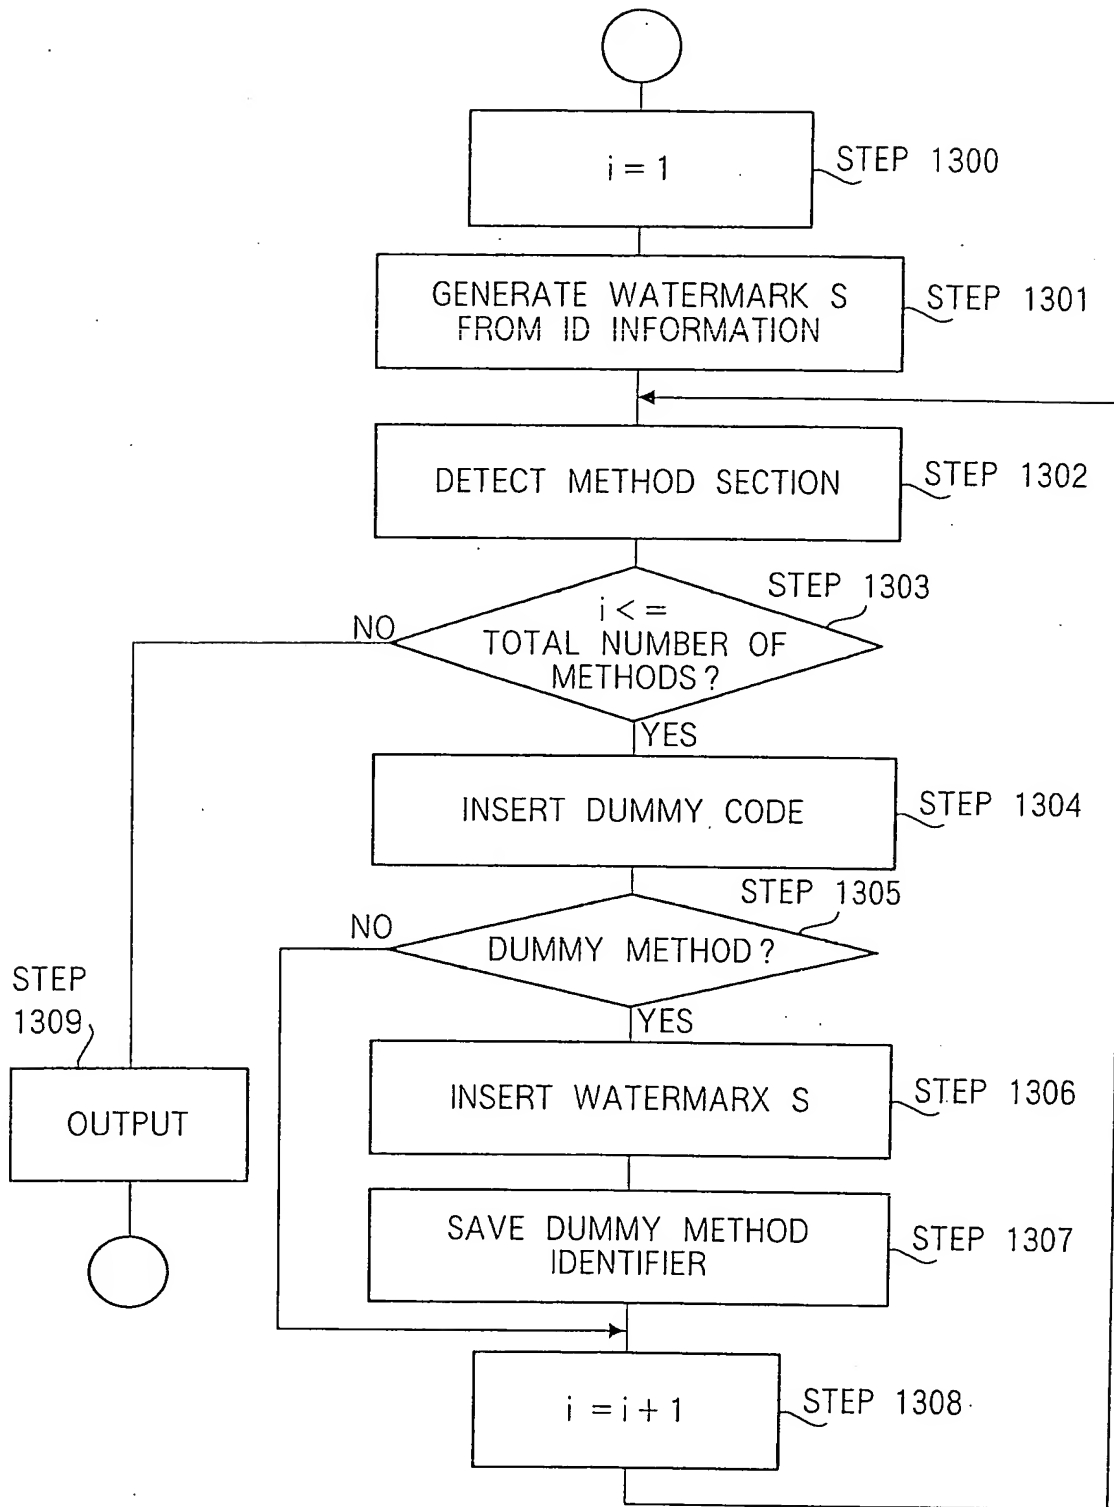 i = 1
STEP 1300
GENERATE WATERMARK S
FROM ID INFORMATION
STEP 1301
DETECT METHOD SECTION
STEP 1302
STEP 1303
i < =
TOTAL NUMBER OF
METHODS ?
NO
YES
INSERT DUMMY CODE
STEP 1304
STEP 1305
NO
DUMMY METHOD ?
YES
STEP
1309
OUTPUT
INSERT WATERMARX S
STEP 1306
SAVE DUMMY METHOD
IDENTIFIER
STEP 1307
i = i + 1
STEP 1308